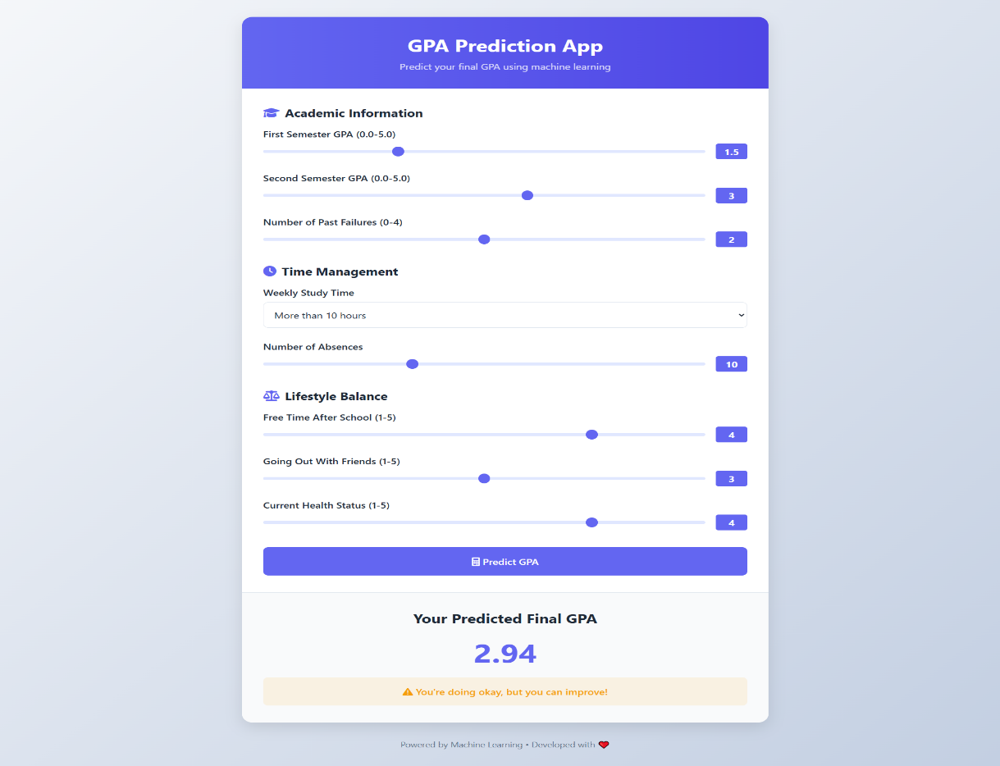 GPA Prediction App
Predict your final GPA using machine learning
Academic Information
First Semester GPA (0.0-5.0)
1.5
Second Semester GPA (0.0-5.0)
3
Number of Past Failures (0-4)
2
Time Management
Weekly Study Time
More than 10 hours
Number of Absences
10
Lifestyle Balance
Free Time After School (1-5)
4
Going Out With Friends (1-5)
3
Current Health Status (1-5)
4
Predict GPA
Your Predicted Final GPA
2.94
You're doing okay, but you can improve!
Powered by Machine Learning • Developed with ❤️